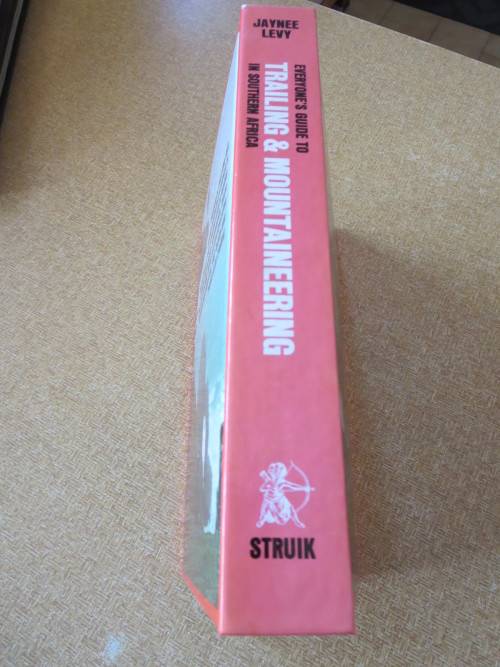 JAYNEE
LEVY
EVERYONE'S GUIDE TO
TRAILING & MOUNTAINEERING
IN SOUTHERN AFRICA
STRUIK